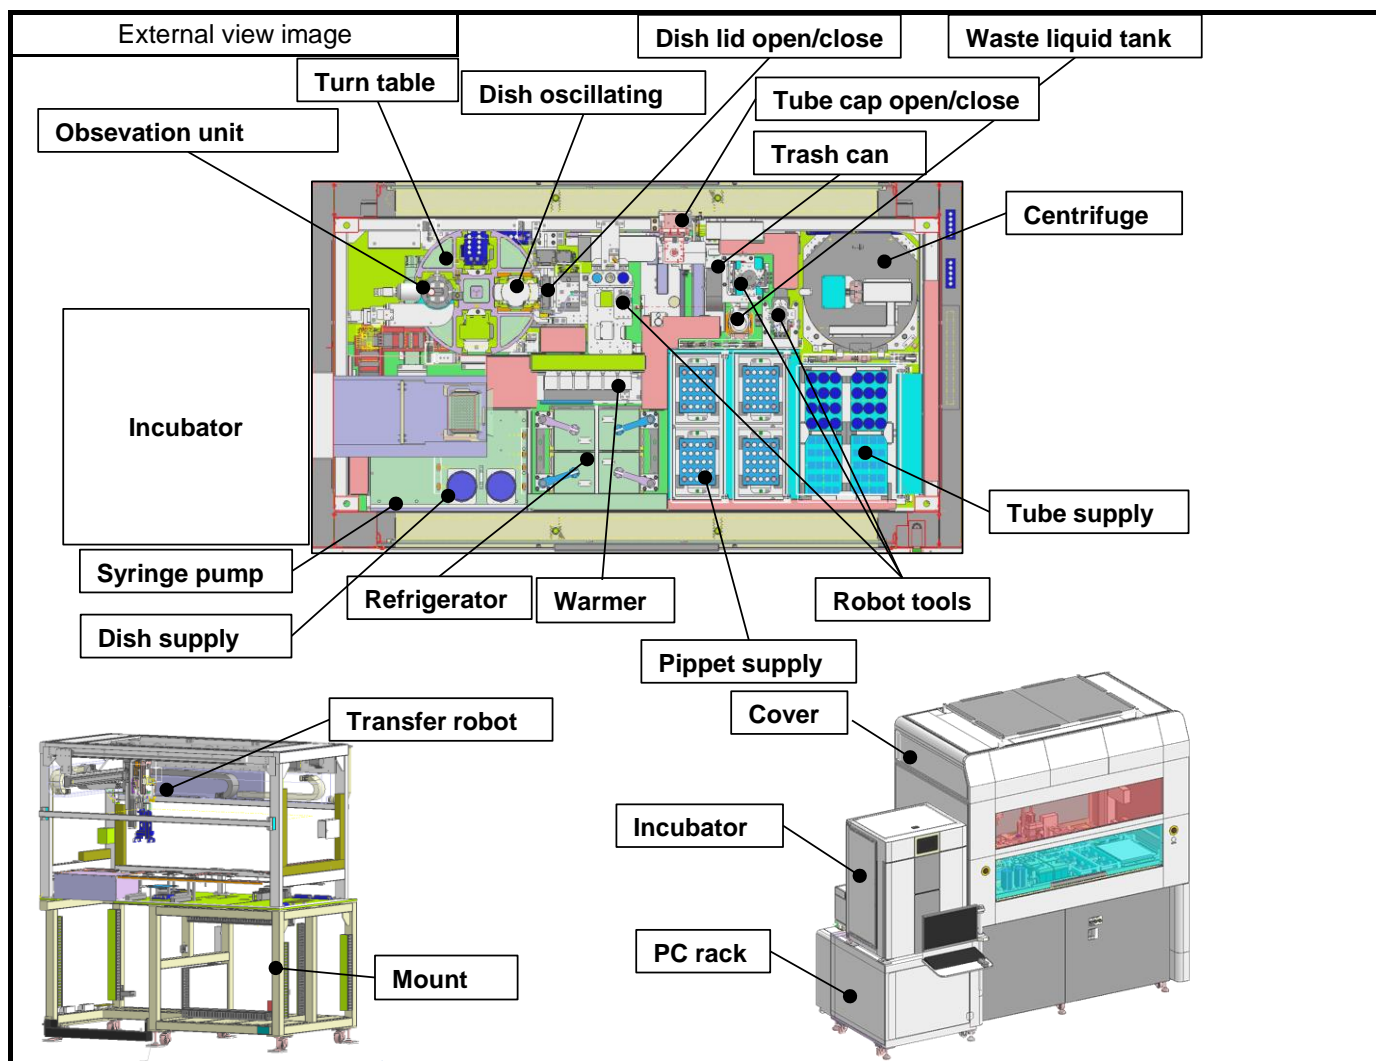 External view image
Dish lid open/close
Waste liquid tank
Turn table
Dish oscillating
Tube cap open/close
Obsevation unit
Trash can
Centrifuge
Incubator
Tube supply
Syringe pump
Refrigerator
Warmer
Robot tools
Dish supply
Pippet supply
Transfer robot
Cover
Incubator
PC rack
Mount